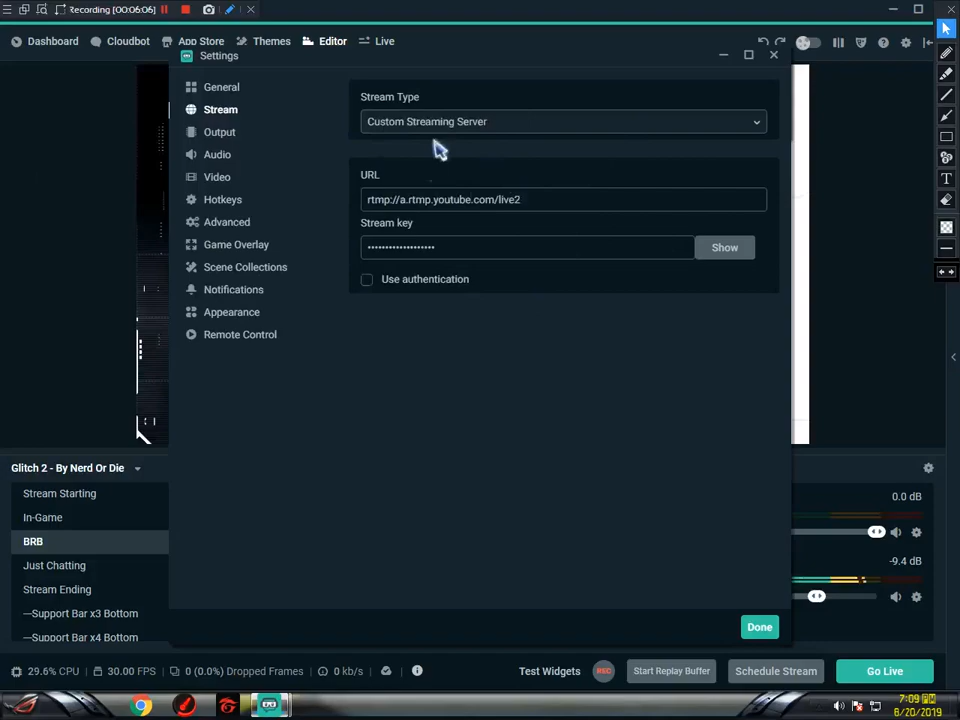 Recording [00:06:06]
Dashboard
Cloudbot
App Store
Themes
Editor
Live
Settings
General
Stream
Output
Audio
Video
Hotkeys
Advanced
Game Overlay
Scene Collections
Notifications
Appearance
Remote Control
Stream Type
Custom Streaming Server
URL
rtmp://a.rtmp.youtube.com/live2
Stream key
•••••••••••••••••••
Show
Use authentication
Done
Glitch 2 - By Nerd Or Die
Stream Starting
In-Game
BRB
Just Chatting
Stream Ending
—Support Bar x3 Bottom
—Support Bar x4 Bottom
0.0 dB
-9.4 dB
29.6% CPU
30.00 FPS
0 (0.0%) Dropped Frames
0 kb/s
Test Widgets
REC
Start Replay Buffer
Schedule Stream
Go Live
7:09 PM
6/20/2019